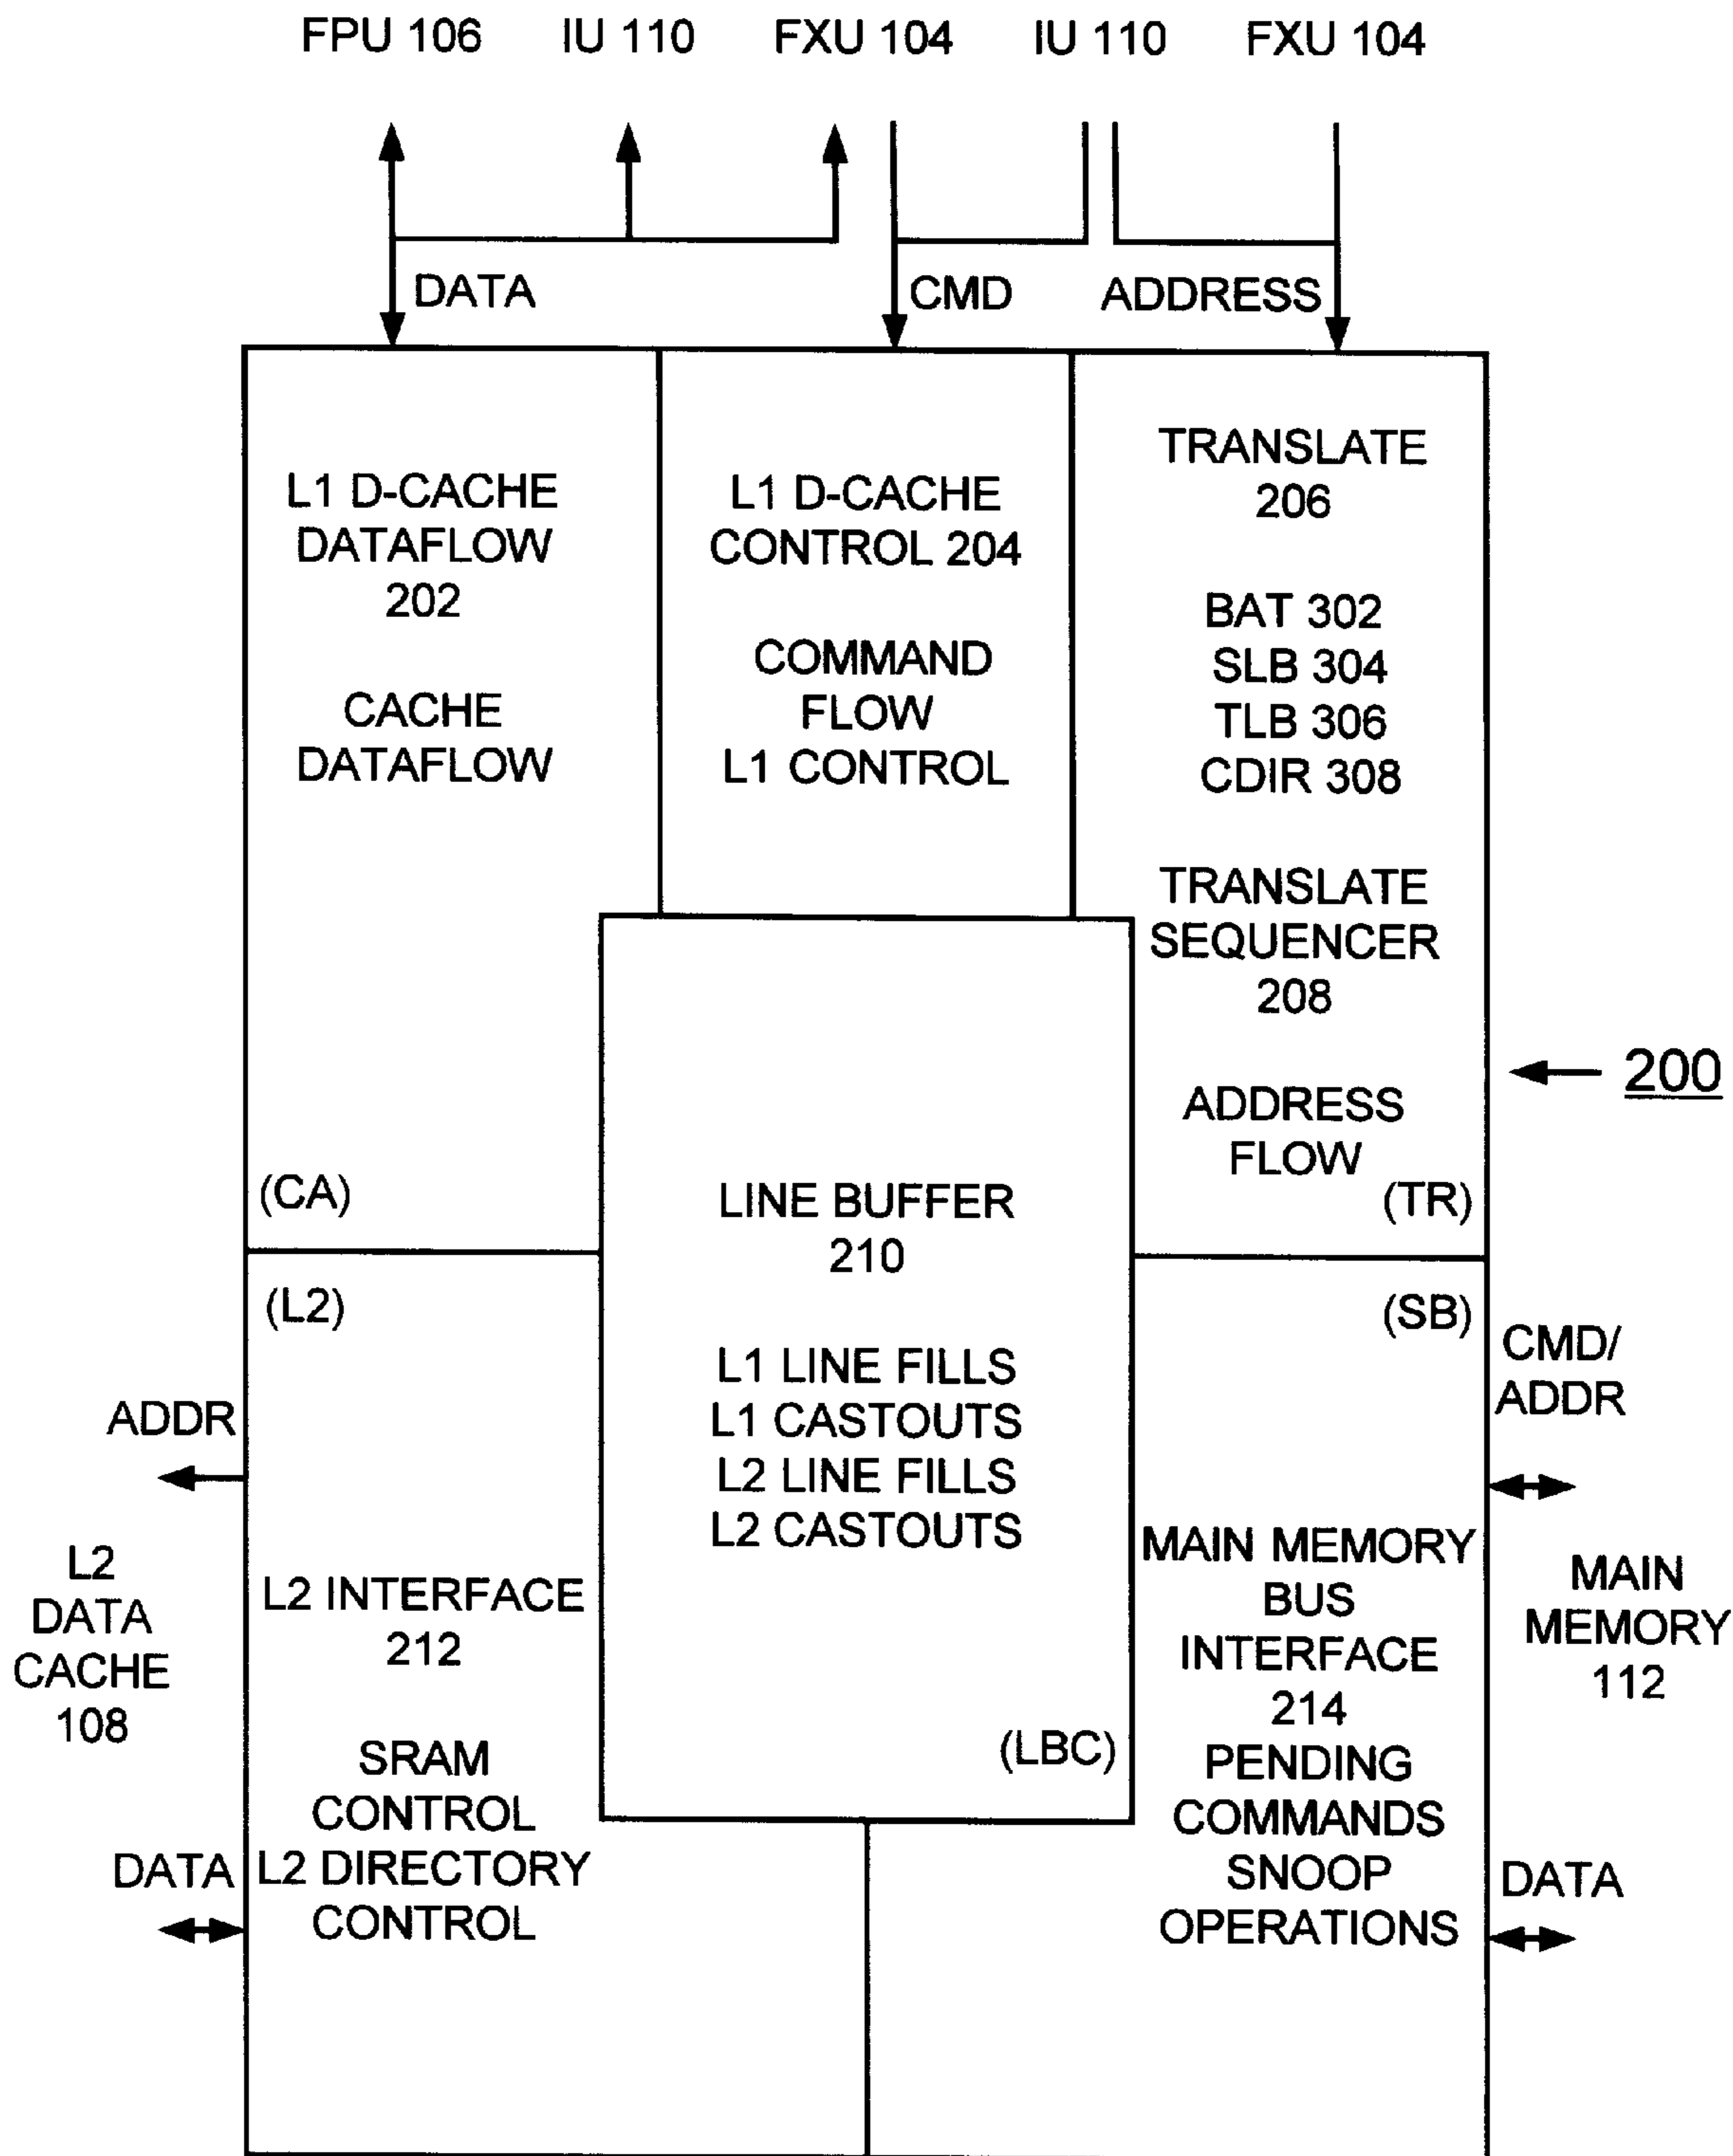 FPU 106 IU 110 FXU 104 IU 110 FXU 104
DATA CMD ADDRESS
L1 D-CACHE
DATAFLOW
202
CACHE
DATAFLOW
(CA)
L1 D-CACHE
CONTROL 204
COMMAND
FLOW
L1 CONTROL
TRANSLATE
206
BAT 302
SLB 304
TLB 306
CDIR 308
TRANSLATE
SEQUENCER
208
ADDRESS
FLOW
(TR)
200
LINE BUFFER
210
L1 LINE FILLS
L1 CASTOUTS
L2 LINE FILLS
L2 CASTOUTS
(LBC)
ADDR
L2
DATA
CACHE
108
DATA
(L2)
L2 INTERFACE
212
SRAM
CONTROL
L2 DIRECTORY
CONTROL
(SB)
MAIN MEMORY
BUS
INTERFACE
214
PENDING
COMMANDS
SNOOP
OPERATIONS
CMD/
ADDR
MAIN
MEMORY
112
DATA